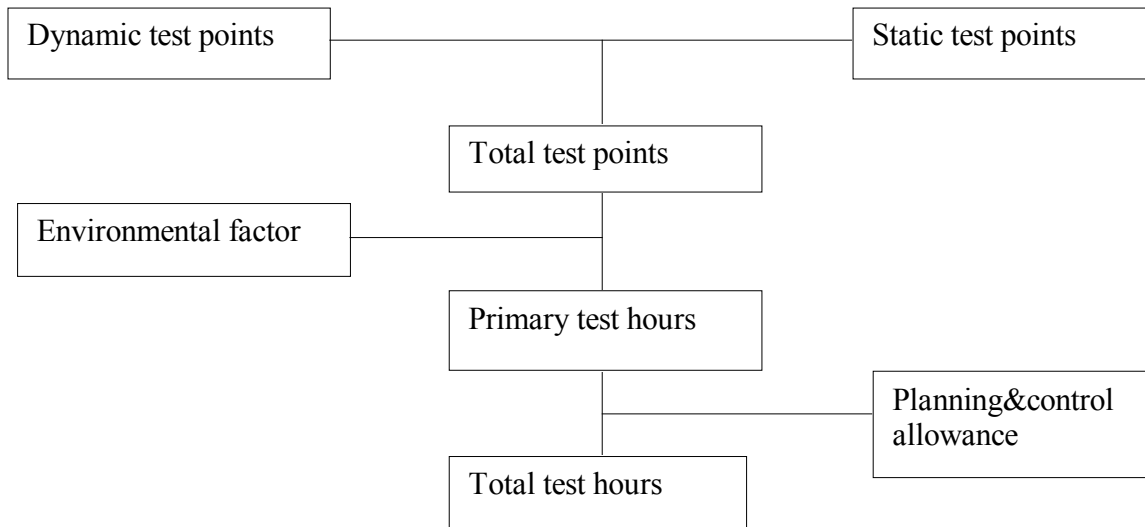 Dynamic test points
Static test points
Total test points
Environmental factor
Primary test hours
Planning&control
allowance
Total test hours